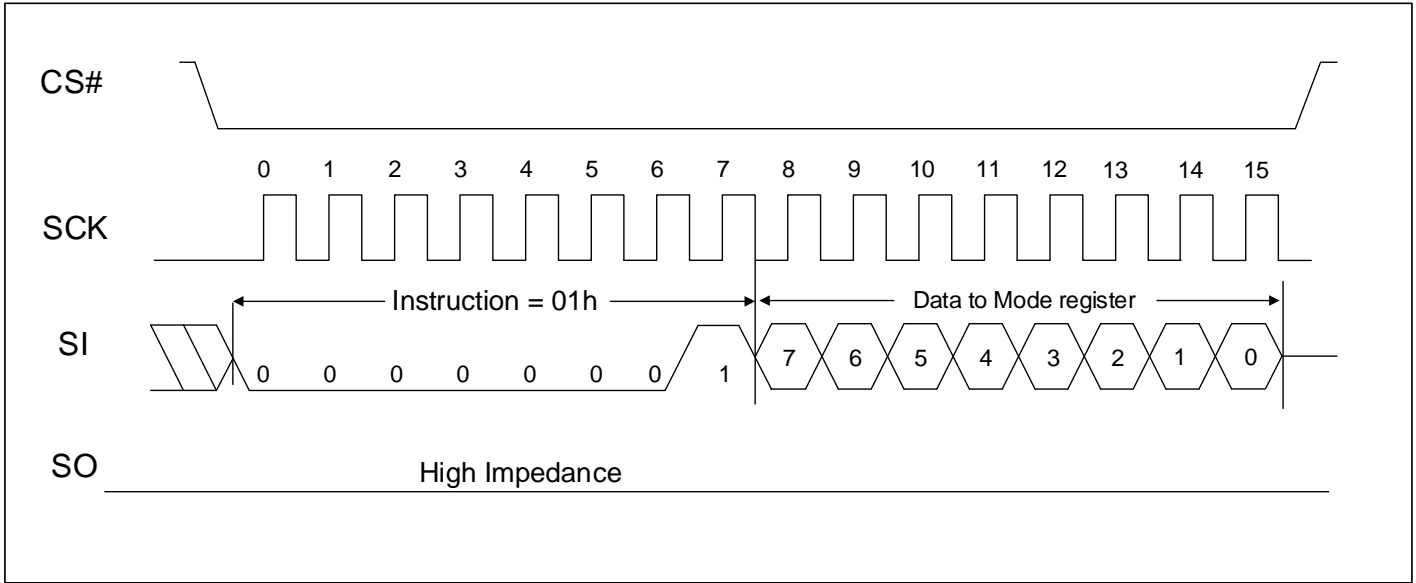 CS#
0 1 2 3 4 5 6 7 8 9 10 11 12 13 14 15
SCK
Instruction = 01h Data to Mode register
SI
0 0 0 0 0 0 0 1 7 6 5 4 3 2 1 0
SO
High Impedance